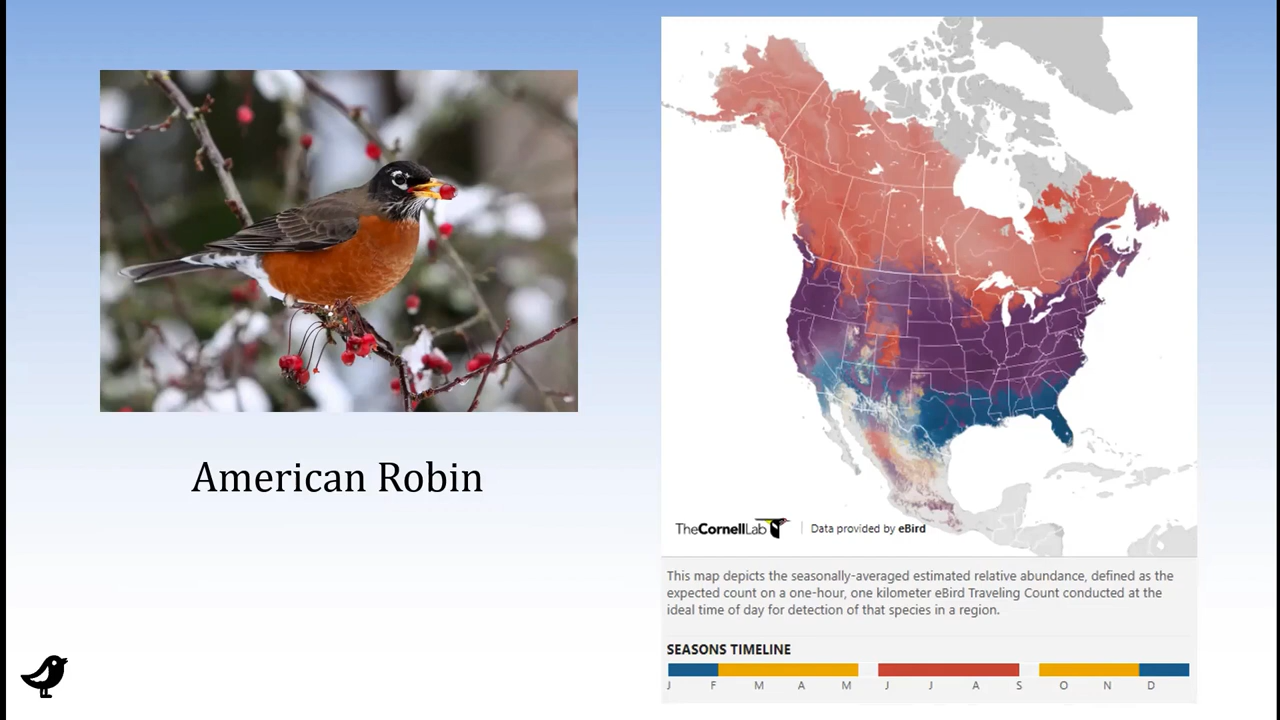 American Robin
TheCornellLab
Data provided by eBird
This map depicts the seasonally-averaged estimated relative abundance, defined as the
expected count on a one-hour, one kilometer eBird Traveling Count conducted at the
ideal time of day for detection of that species in a region.
SEASONS TIMELINE
J F M A M J J A S O N D